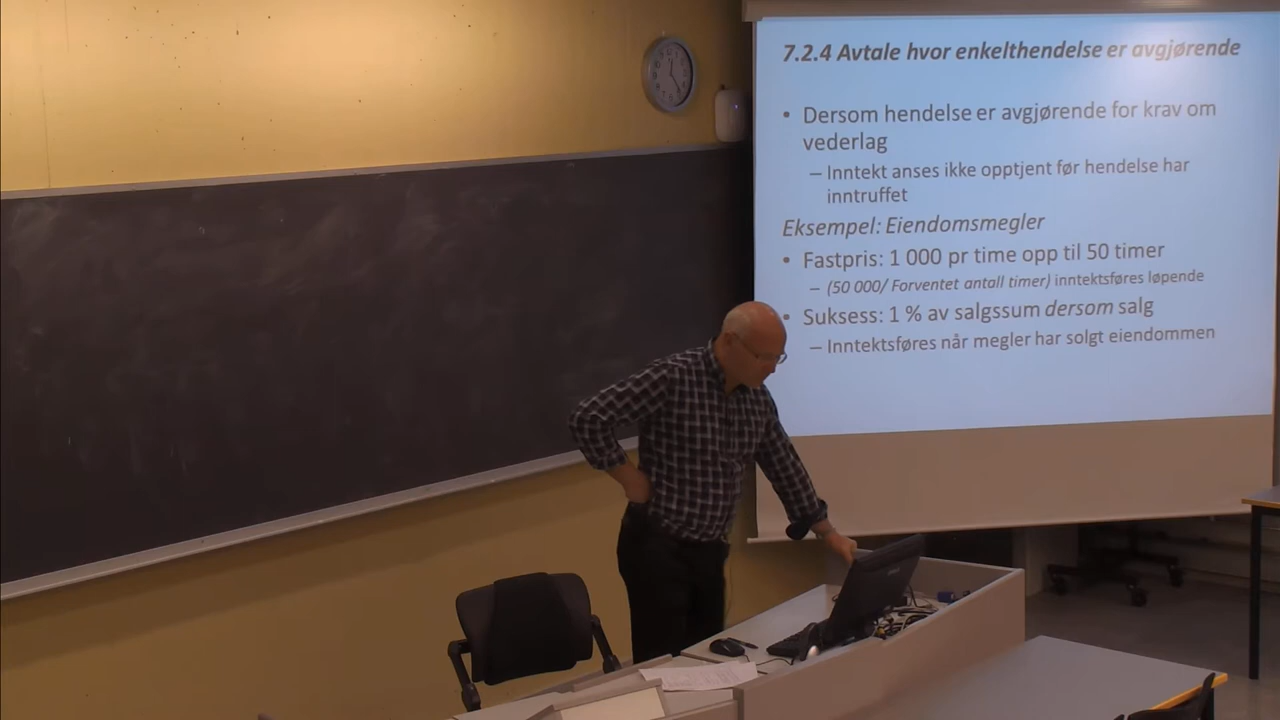 7.2.4 Avtale hvor enkelthendelse er avgjørende
• Dersom hendelse er avgjørende for krav om
vederlag
– Inntekt anses ikke opptjent før hendelse har
inntruffet
Eksempel: Eiendomsmegler
• Fastpris: 1 000 pr time opp til 50 timer
– (50 000/ Forventet antall timer) inntektsføres løpende
• Suksess: 1 % av salgssum dersom salg
– Inntektsføres når megler har solgt eiendommen